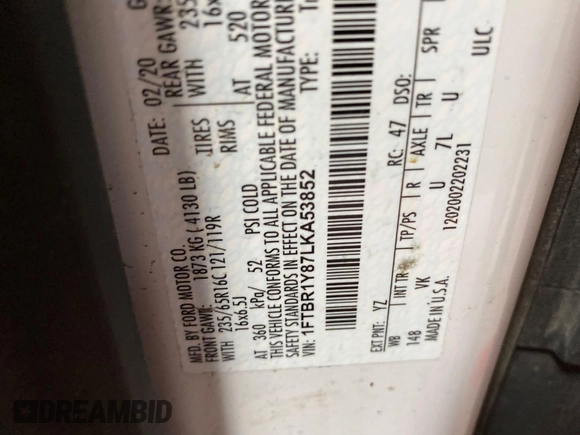 MFD. BY FORD MOTOR CO.
DATE: 02/20
FRONT GAWR: 1873 KG ( 4130 LB)
REAR GAWR:
WITH 235/65R16C 121/119R TIRES
WITH 235
16x6.5J RIMS
16x
AT 360 kPa/ 52 PSI COLD
AT 520
THIS VEHICLE CONFORMS TO ALL APPLICABLE FEDERAL MOTOR
SAFETY STANDARDS IN EFFECT ON THE DATE OF MANUFACTURE
VIN: 1FTBR1Y87LKA53852
TYPE:
EXT PNT: YZ RC: 47 DSO:
WB INT TR TP/PS R AXLE TR SPR
148 VK U 7L U
MADE IN U.S.A. 1202002202231 ULC
DREAMBID